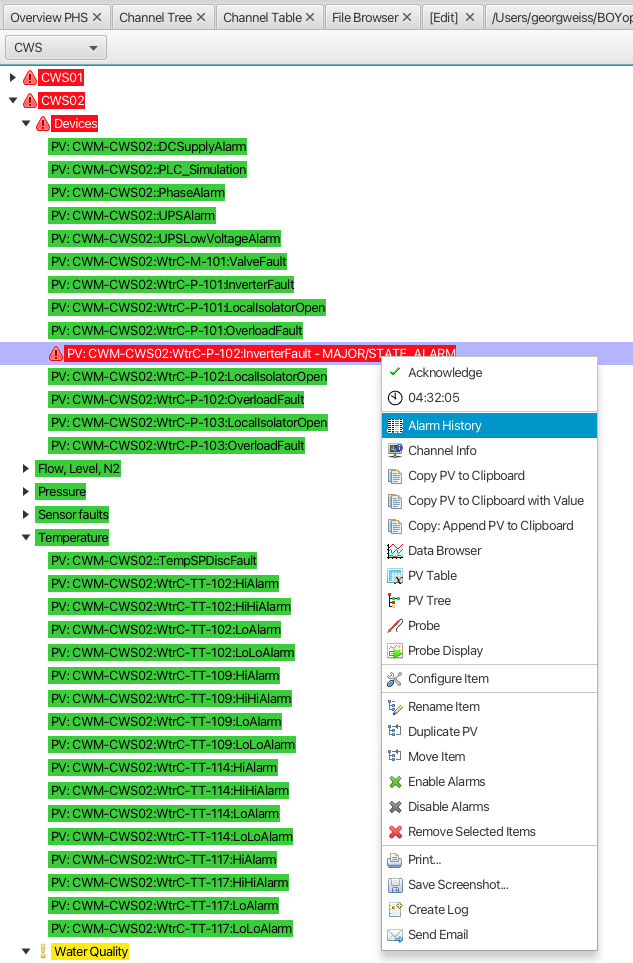 Overview PHS ✕ Channel Tree ✕ Channel Table ✕ File Browser ✕ [Edit] ✕ /Users/georgweiss/BOYop
CWS
CWS01
CWS02
Devices
PV: CWM-CWS02::DCSupplyAlarm
PV: CWM-CWS02::PLC_Simulation
PV: CWM-CWS02::PhaseAlarm
PV: CWM-CWS02::UPSAlarm
PV: CWM-CWS02::UPSLowVoltageAlarm
PV: CWM-CWS02:WtrC-M-101:ValveFault
PV: CWM-CWS02:WtrC-P-101:InverterFault
PV: CWM-CWS02:WtrC-P-101:LocalIsolatorOpen
PV: CWM-CWS02:WtrC-P-101:OverloadFault
PV: CWM-CWS02:WtrC-P-102:InverterFault - MAJOR/STATE_ALARM
PV: CWM-CWS02:WtrC-P-102:LocalIsolatorOpen
PV: CWM-CWS02:WtrC-P-102:OverloadFault
PV: CWM-CWS02:WtrC-P-103:LocalIsolatorOpen
PV: CWM-CWS02:WtrC-P-103:OverloadFault
Flow, Level, N2
Pressure
Sensor faults
Temperature
PV: CWM-CWS02::TempSPDiscFault
PV: CWM-CWS02:WtrC-TT-102:HiAlarm
PV: CWM-CWS02:WtrC-TT-102:HiHiAlarm
PV: CWM-CWS02:WtrC-TT-102:LoAlarm
PV: CWM-CWS02:WtrC-TT-102:LoLoAlarm
PV: CWM-CWS02:WtrC-TT-109:HiAlarm
PV: CWM-CWS02:WtrC-TT-109:HiHiAlarm
PV: CWM-CWS02:WtrC-TT-109:LoAlarm
PV: CWM-CWS02:WtrC-TT-109:LoLoAlarm
PV: CWM-CWS02:WtrC-TT-114:HiAlarm
PV: CWM-CWS02:WtrC-TT-114:HiHiAlarm
PV: CWM-CWS02:WtrC-TT-114:LoAlarm
PV: CWM-CWS02:WtrC-TT-114:LoLoAlarm
PV: CWM-CWS02:WtrC-TT-117:HiAlarm
PV: CWM-CWS02:WtrC-TT-117:HiHiAlarm
PV: CWM-CWS02:WtrC-TT-117:LoAlarm
PV: CWM-CWS02:WtrC-TT-117:LoLoAlarm
Water Quality
Acknowledge
04:32:05
Alarm History
Channel Info
Copy PV to Clipboard
Copy PV to Clipboard with Value
Copy: Append PV to Clipboard
Data Browser
PV Table
PV Tree
Probe
Probe Display
Configure Item
Rename Item
Duplicate PV
Move Item
Enable Alarms
Disable Alarms
Remove Selected Items
Print...
Save Screenshot...
Create Log
Send Email